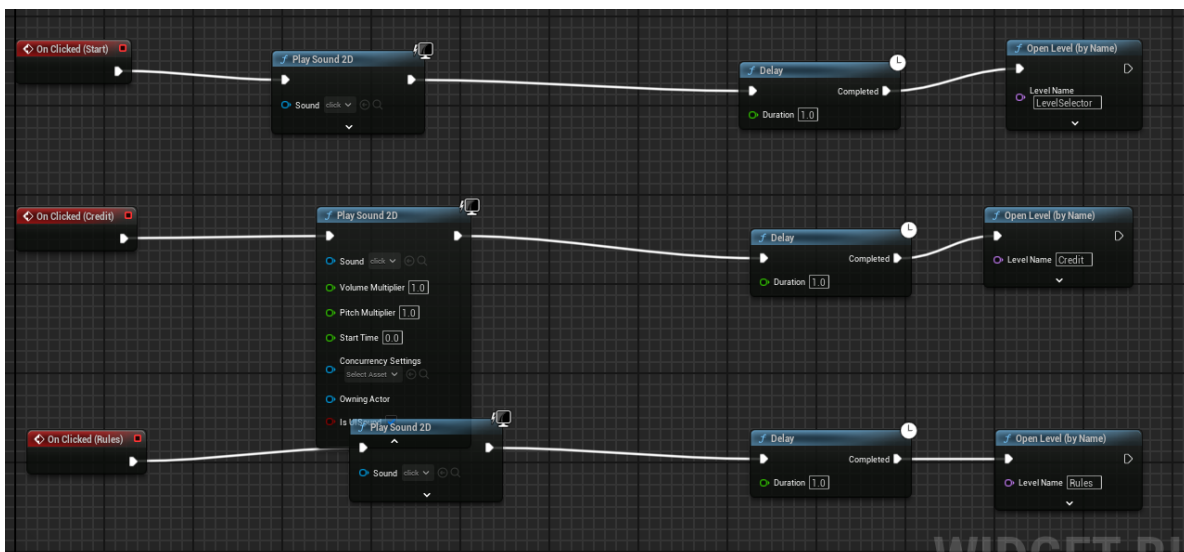 On Clicked (Start)
f Play Sound 2D
Sound click
f Delay
Completed
Duration 1.0
f Open Level (by Name)
Level Name
LevelSelector
On Clicked (Credit)
f Play Sound 2D
Sound click
Volume Multiplier 1.0
Pitch Multiplier 1.0
Start Time 0.0
Concurrency Settings
Select Asset
Owning Actor
Is
f Delay
Completed
Duration 1.0
f Open Level (by Name)
Level Name Credit
On Clicked (Rules)
f Play Sound 2D
Sound click
f Delay
Completed
Duration 1.0
f Open Level (by Name)
Level Name Rules
WIDGET